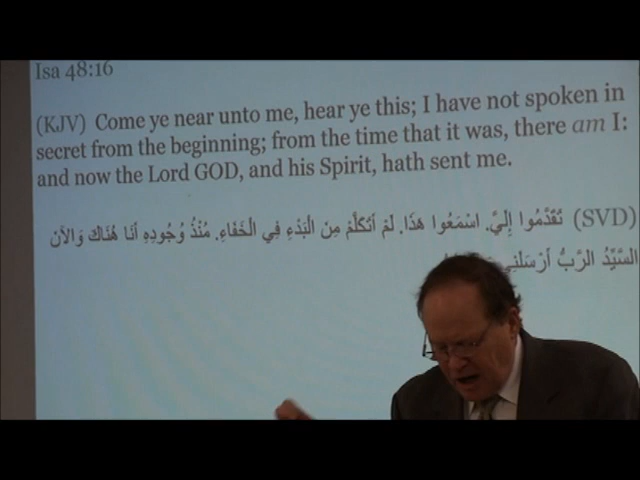 Isa 48:16
(KJV) Come ye near unto me, hear ye this; I have not spoken in
secret from the beginning; from the time that it was, there am I:
and now the Lord GOD, and his Spirit, hath sent me.
(SVD) تَقَدَّمُوا إِلَيَّ. اسْمَعُوا هَذَا. لَمْ أَتَكَلَّمْ مِنَ الْبَدْءِ فِي الْخَفَاءِ. مُنْذُ وُجُودِهِ أَنَا هُنَاكَ وَالآنَ
السَّيِّدُ الرَّبُّ أَرْسَلَنِي